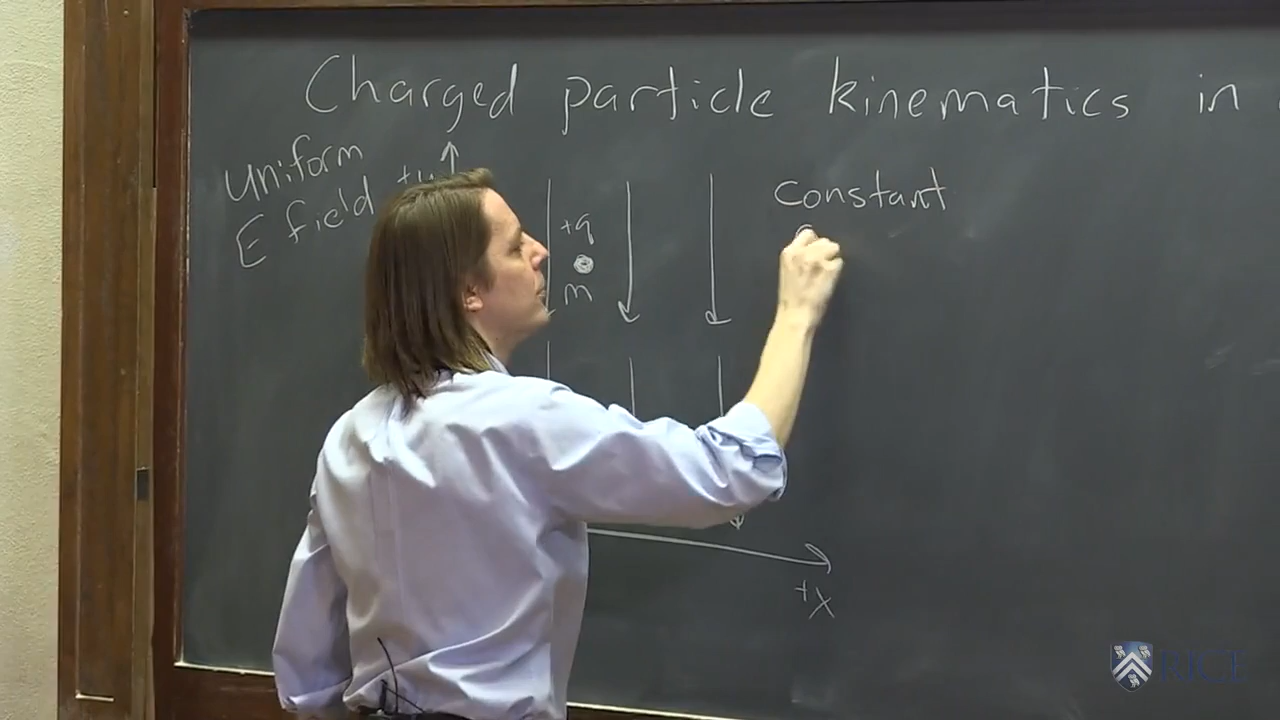 Charged particle kinematics in
Uniform
E field
+y
+q
m
constant
+x
RICE